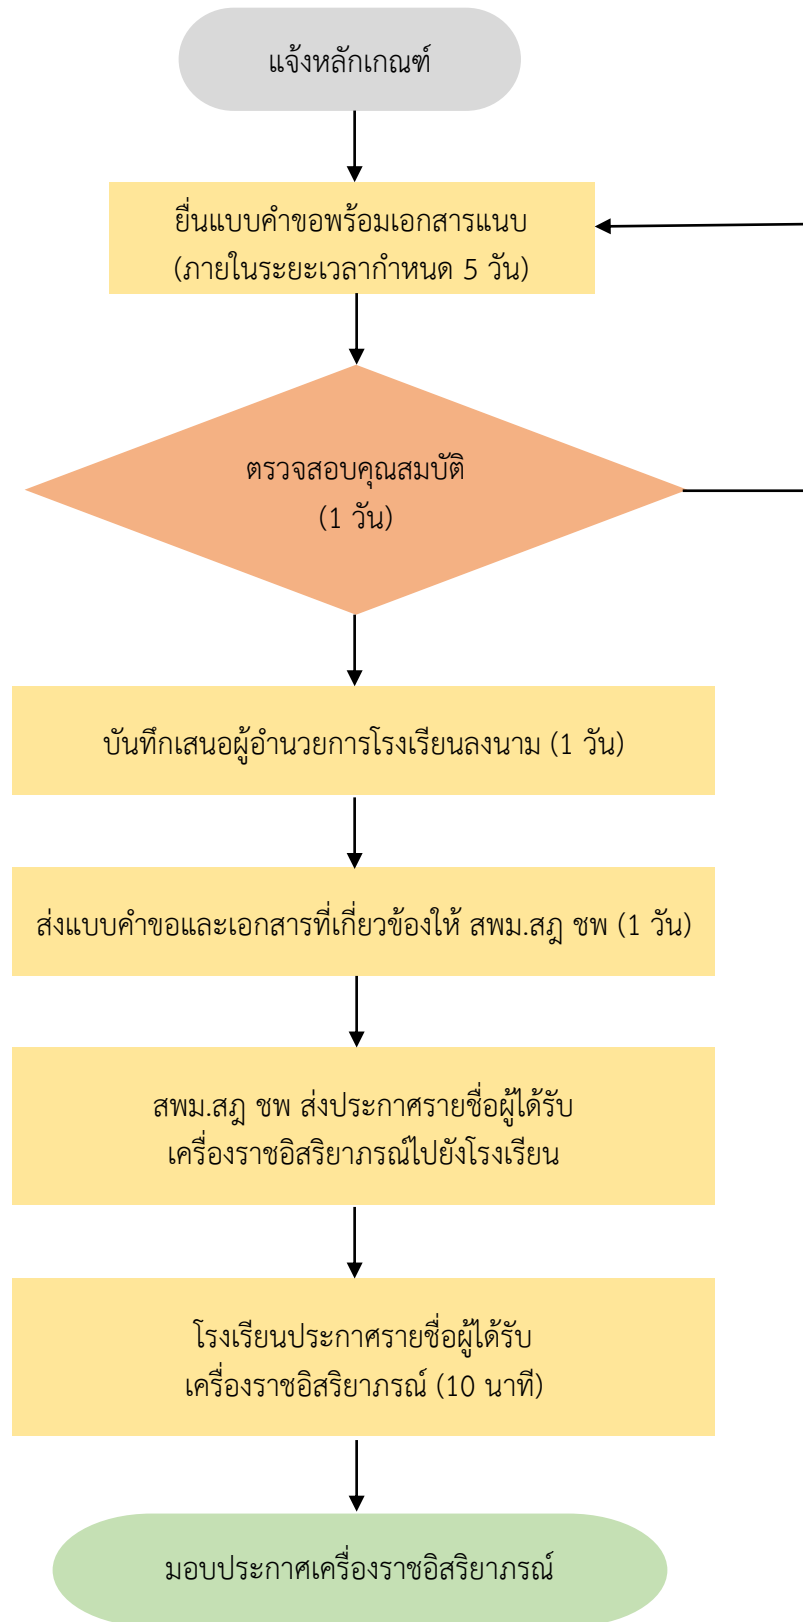 แจ้งหลักเกณฑ์
ยื่นแบบคำขอพร้อมเอกสารแนบ
(ภายในระยะเวลากำหนด 5 วัน)
ตรวจสอบคุณสมบัติ
(1 วัน)
บันทึกเสนอผู้อำนวยการโรงเรียนลงนาม (1 วัน)
ส่งแบบคำขอและเอกสารที่เกี่ยวข้องให้ สพม.สฎ ชพ (1 วัน)
สพม.สฎ ชพ ส่งประกาศรายชื่อผู้ได้รับ
เครื่องราชอิสริยาภรณ์ไปยังโรงเรียน
โรงเรียนประกาศรายชื่อผู้ได้รับ
เครื่องราชอิสริยาภรณ์ (10 นาที)
มอบประกาศเครื่องราชอิสริยาภรณ์